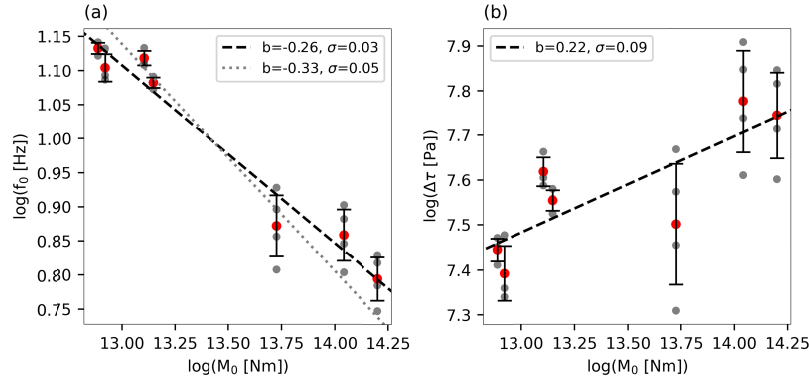 (a)
b=-0.26, σ=0.03
b=-0.33, σ=0.05
log(f₀ [Hz])
1.15
1.10
1.05
1.00
0.95
0.90
0.85
0.80
0.75
13.00 13.25 13.50 13.75 14.00 14.25
log(M₀ [Nm])
(b)
b=0.22, σ=0.09
log(Δτ [Pa])
7.9
7.8
7.7
7.6
7.5
7.4
7.3
13.00 13.25 13.50 13.75 14.00 14.25
log(M₀ [Nm])